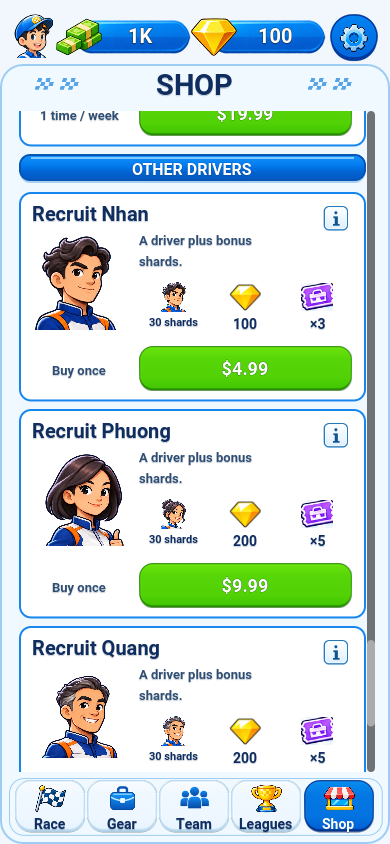 1K
100
SHOP
1 time / week
$19.99
OTHER DRIVERS
Recruit Nhan
A driver plus bonus
shards.
30 shards
100
×3
Buy once
$4.99
Recruit Phuong
A driver plus bonus
shards.
30 shards
200
×5
Buy once
$9.99
Recruit Quang
A driver plus bonus
shards.
30 shards
200
×5
Race
Gear
Team
Leagues
Shop